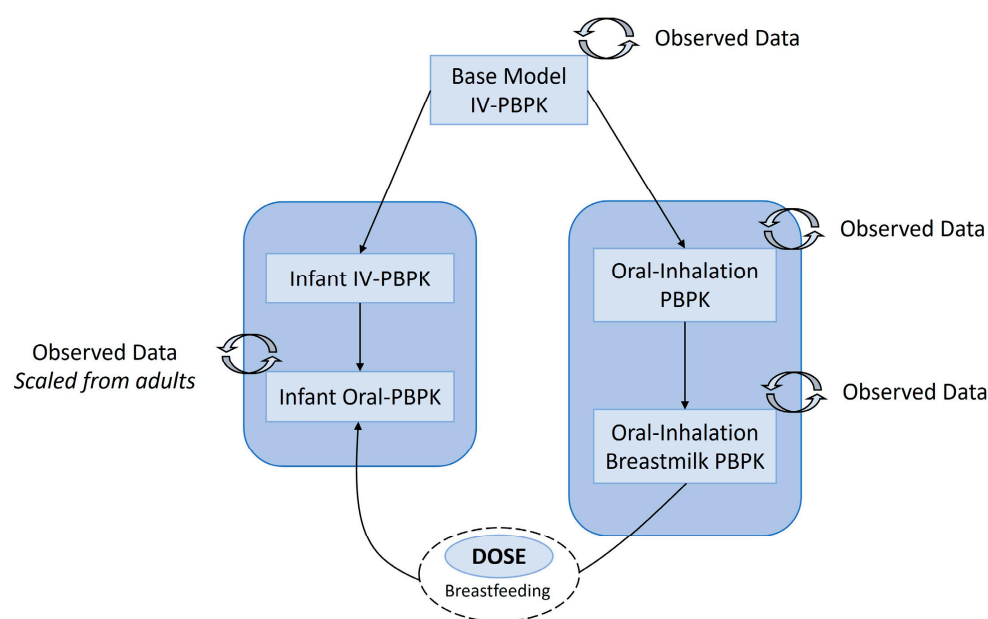 Observed Data
Base Model
IV-PBPK
Observed Data
Infant IV-PBPK
Oral-Inhalation
PBPK
Observed Data
Scaled from adults
Infant Oral-PBPK
Observed Data
Oral-Inhalation
Breastmilk PBPK
DOSE
Breastfeeding